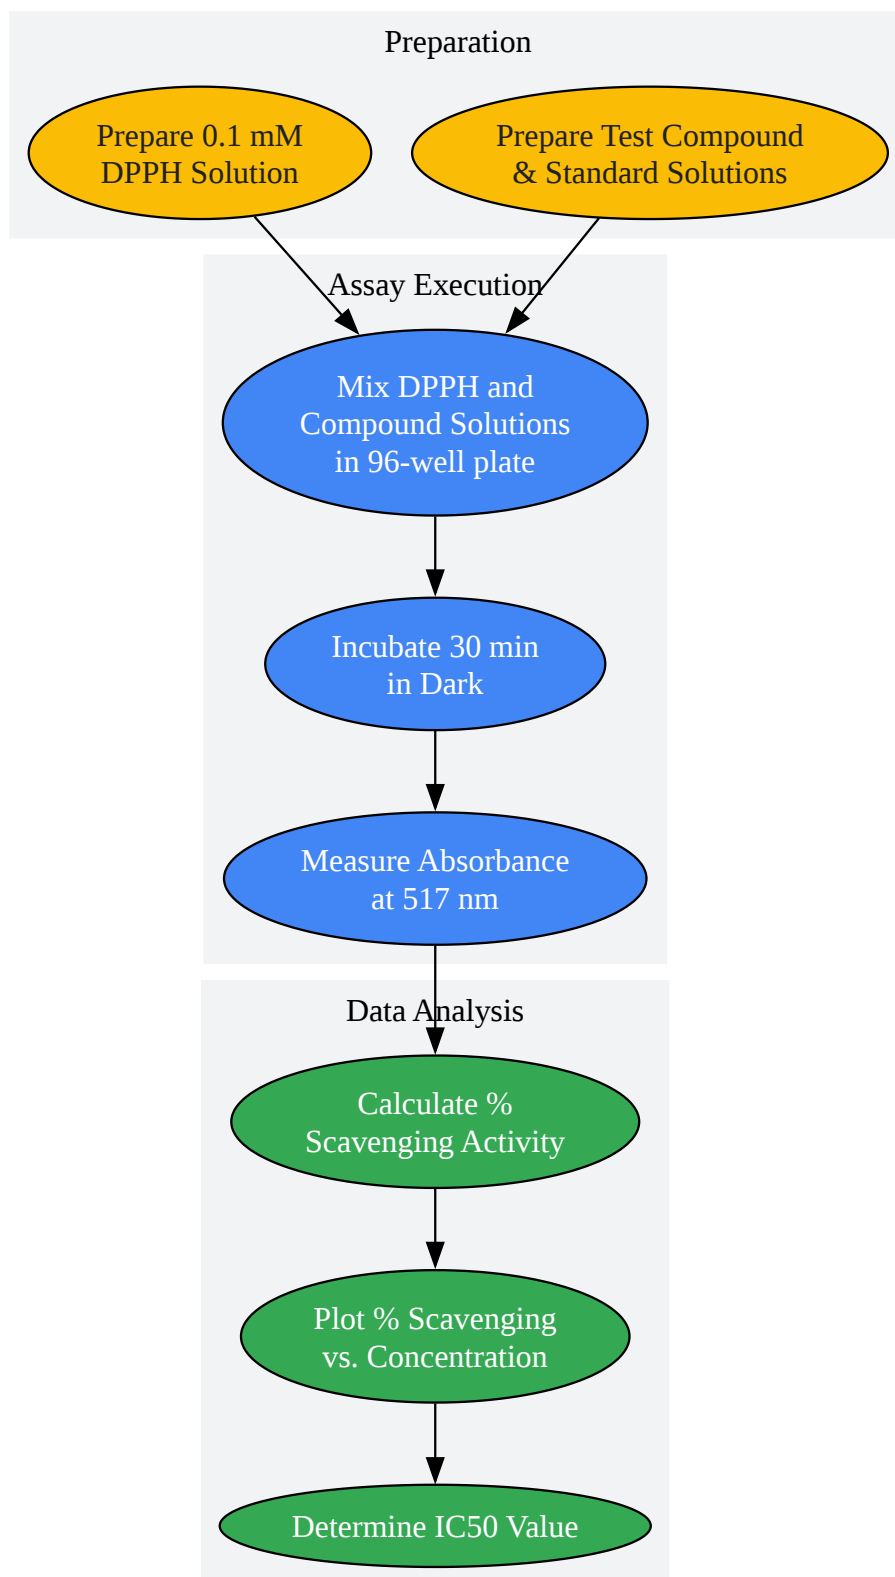 Preparation
Prepare 0.1 mM
DPPH Solution
Prepare Test Compound
& Standard Solutions
Assay Execution
Mix DPPH and
Compound Solutions
in 96-well plate
Incubate 30 min
in Dark
Measure Absorbance
at 517 nm
Data Analysis
Calculate %
Scavenging Activity
Plot % Scavenging
vs. Concentration
Determine IC50 Value